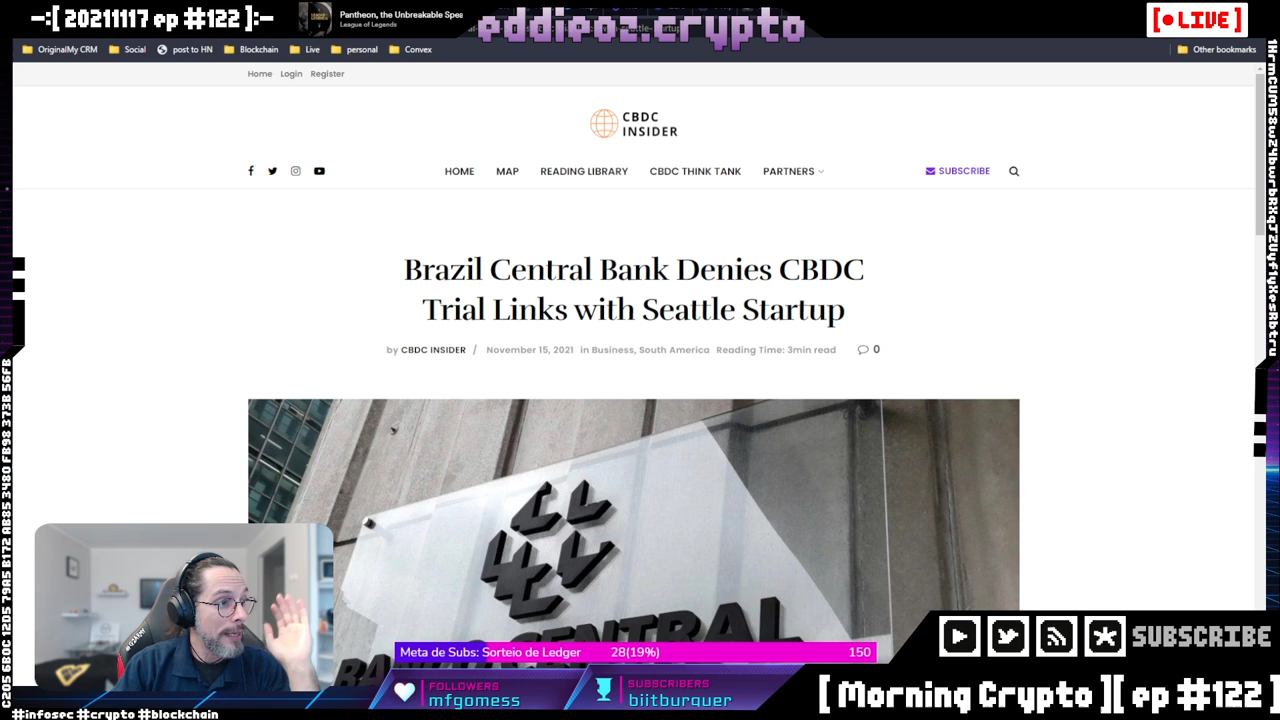 -:[ 20211117 ep #122 ]:-
Pantheon, the Unbreakable Spea
League of Legends
eddieoz.crypto
[ • LIVE ]
OriginalMy CRM
Social
post to HN
Blockchain
Live
personal
Convex
Other bookmarks
Home
Login
Register
CBDC
INSIDER
HOME
MAP
READING LIBRARY
CBDC THINK TANK
PARTNERS
SUBSCRIBE
Brazil Central Bank Denies CBDC
Trial Links with Seattle Startup
by CBDC INSIDER / November 15, 2021 in Business, South America Reading Time: 3min read 0
Meta de Subs: Sorteio de Ledger 28(19%) 150
FOLLOWERS
mfgomess
SUBSCRIBERS
biitburguer
SUBSCRIBE
[ Morning Crypto ][ ep #122 ]
#infosec #crypto #blockchain